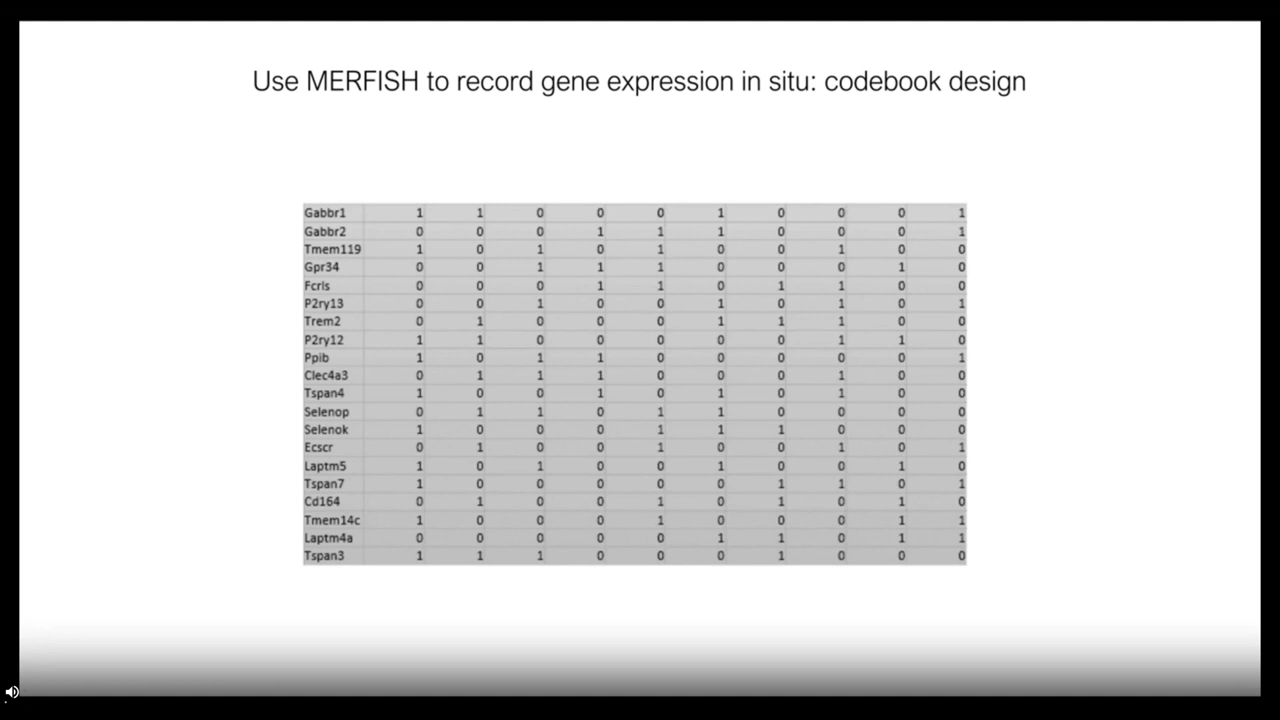 Use MERFISH to record gene expression in situ: codebook design
Gabbr1 1 1 0 0 0 1 0 0 0 1
Gabbr2 0 0 0 1 1 1 0 0 0 1
Tmem119 1 0 1 0 1 0 0 1 0 0
Gpr34 0 0 1 1 1 0 0 0 1 0
Fcrls 0 0 0 1 1 0 1 1 0 0
P2ry13 0 0 1 0 0 1 0 1 0 1
Trem2 0 1 0 0 0 1 1 1 0 0
P2ry12 1 1 0 0 0 0 0 1 1 0
Ppib 1 0 1 1 0 0 0 0 0 1
Clec4a3 0 1 1 1 0 0 0 1 0 0
Tspan4 1 0 0 1 0 1 0 1 0 0
Selenop 0 1 1 0 1 1 0 0 0 0
Selenok 1 0 0 0 1 1 1 0 0 0
Ecscr 0 1 0 0 1 0 0 1 0 1
Laptm5 1 0 1 0 0 1 0 0 1 0
Tspan7 1 0 0 0 0 0 1 1 0 1
Cd164 0 1 0 0 1 0 1 0 1 0
Tmem14c 1 0 0 0 1 0 0 0 1 1
Laptm4a 0 0 0 0 0 1 1 0 1 1
Tspan3 1 1 1 0 0 0 1 0 0 0